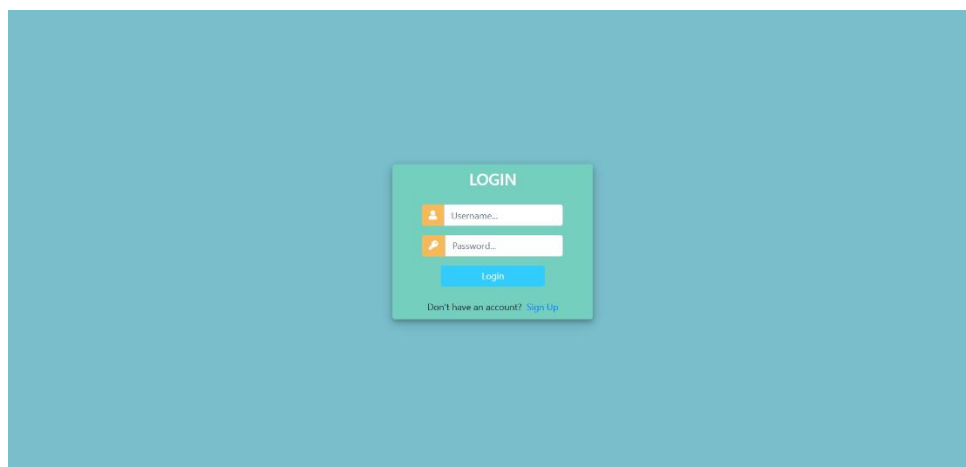 LOGIN
Username...
Password...
Login
Don't have an account? Sign Up